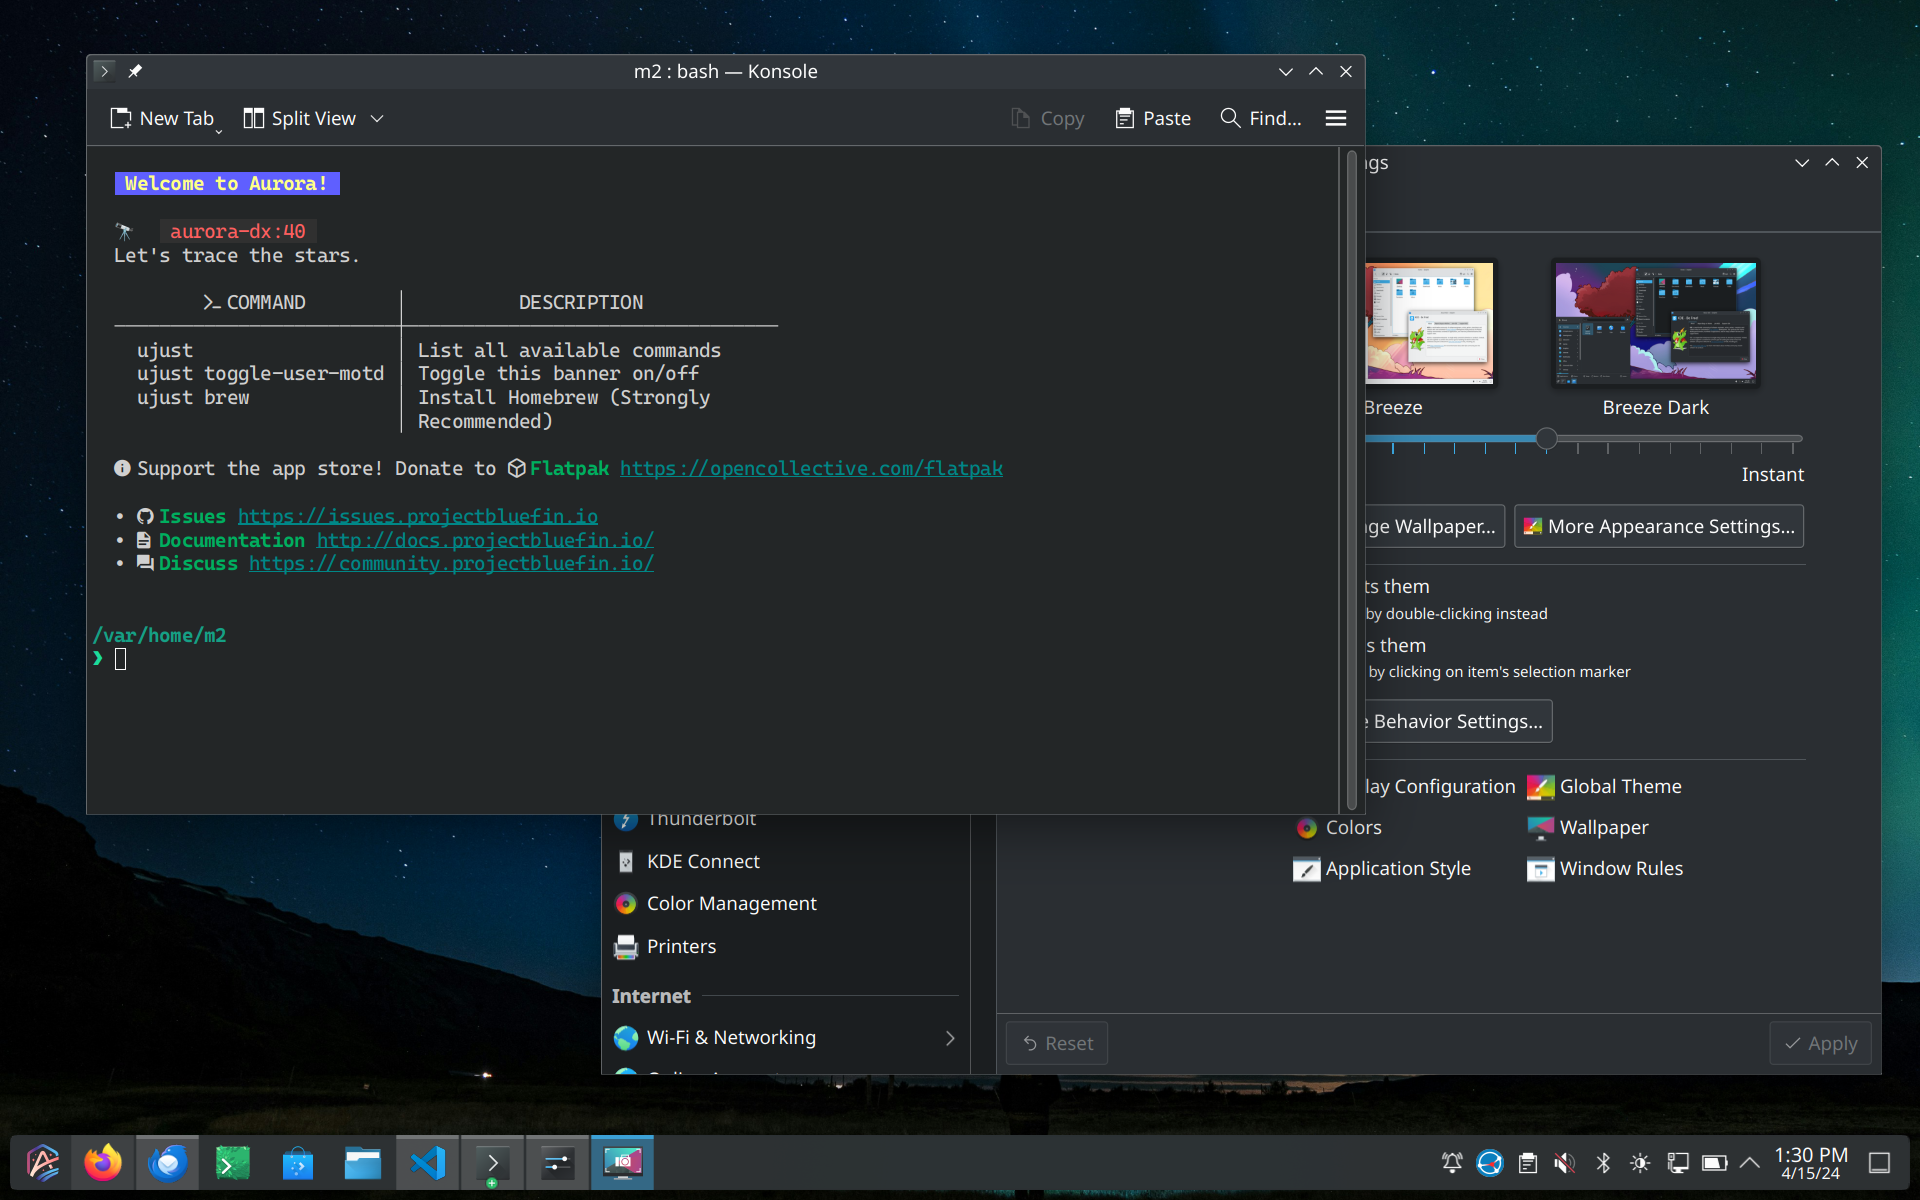 m2 : bash — Konsole
New Tab
Split View
Copy
Paste
Find...
Welcome to Aurora!
aurora-dx:40
Let's trace the stars.
COMMAND DESCRIPTION
ujust List all available commands
ujust toggle-user-motd Toggle this banner on/off
ujust brew Install Homebrew (Strongly
Recommended)
Support the app store! Donate to Flatpak https://opencollective.com/flatpak
• Issues https://issues.projectbluefin.io
• Documentation http://docs.projectbluefin.io/
• Discuss https://community.projectbluefin.io/
/var/home/m2
❯
gs
Breeze
Breeze Dark
Instant
ge Wallpaper...
More Appearance Settings...
ts them
by double-clicking instead
s them
by clicking on item's selection marker
e Behavior Settings...
lay Configuration
Global Theme
Colors
Wallpaper
Application Style
Window Rules
Thunderbolt
KDE Connect
Color Management
Printers
Internet
Wi-Fi & Networking
Reset
Apply
1:30 PM
4/15/24